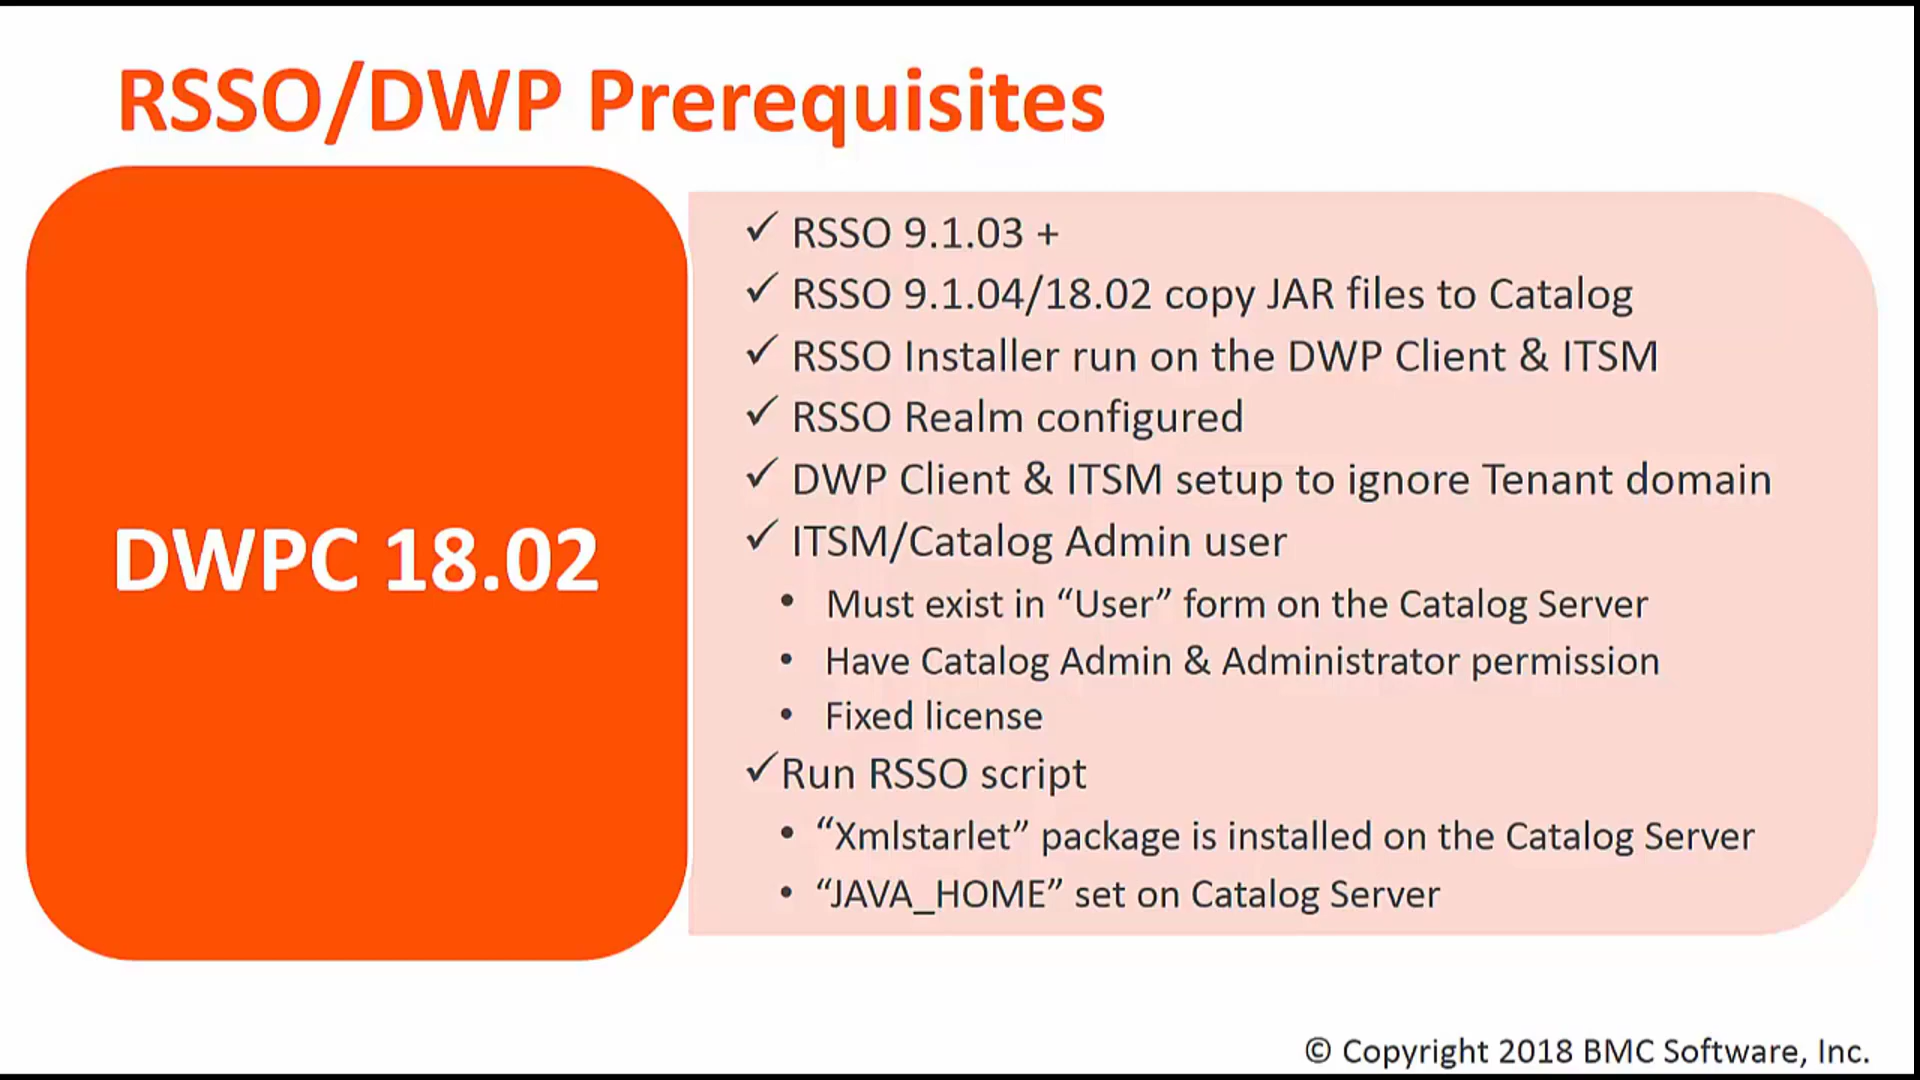 RSSO/DWP Prerequisites
DWPC 18.02
✓ RSSO 9.1.03 +
✓ RSSO 9.1.04/18.02 copy JAR files to Catalog
✓ RSSO Installer run on the DWP Client & ITSM
✓ RSSO Realm configured
✓ DWP Client & ITSM setup to ignore Tenant domain
✓ ITSM/Catalog Admin user
• Must exist in “User” form on the Catalog Server
• Have Catalog Admin & Administrator permission
• Fixed license
✓Run RSSO script
• “Xmlstarlet” package is installed on the Catalog Server
• “JAVA_HOME” set on Catalog Server
© Copyright 2018 BMC Software, Inc.